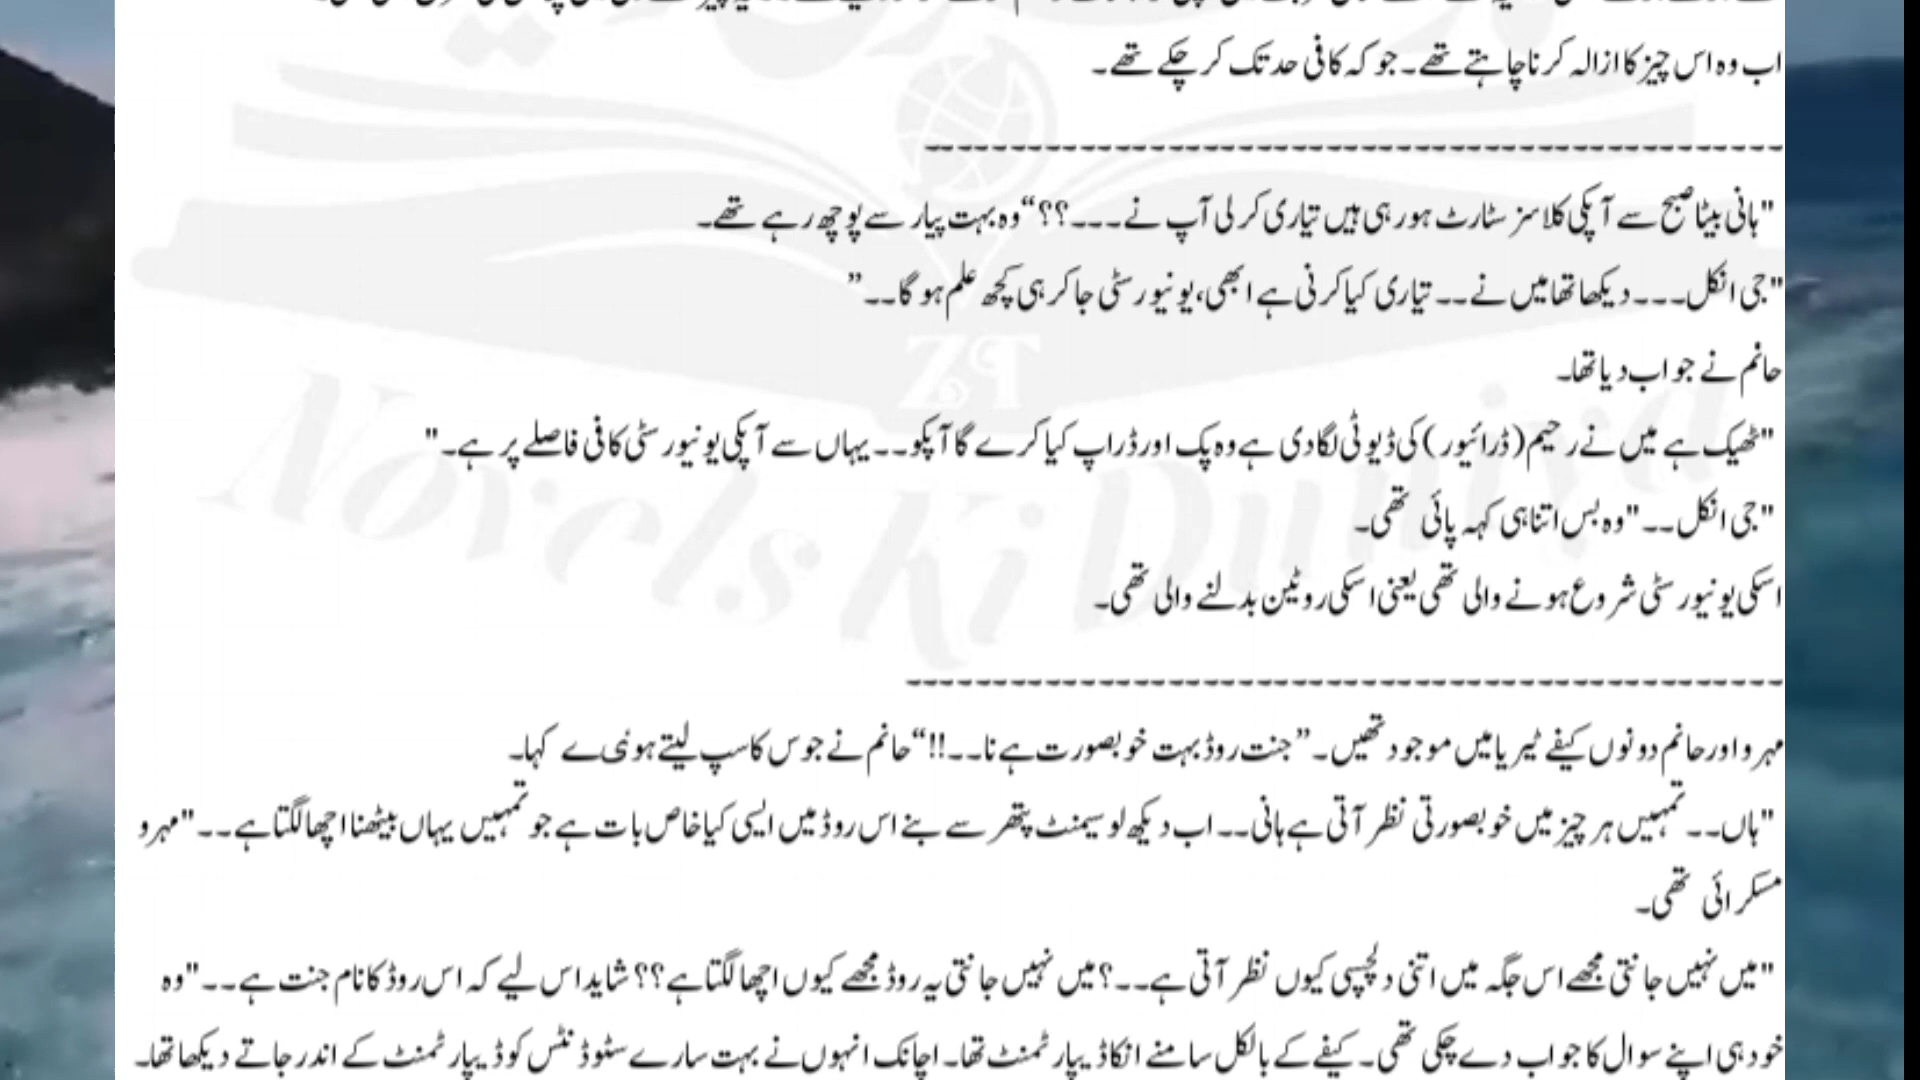 اب وہ اس چیز کا ازالہ کرنا چاہتے تھے۔ جو کہ کافی حد تک کر چکے تھے۔
-----------------------------------------------
"ہانی بیٹا صبح سے آپکی کلاسز سٹارٹ ہو رہی ہیں تیاری کر لی آپ نے۔۔۔؟؟“ وہ بہت پیار سے پوچھ رہے تھے۔
"جی انکل۔۔۔ دیکھا تھا میں نے۔۔ تیاری کیا کرنی ہے ابھی، یونیورسٹی جا کر ہی کچھ علم ہو گا۔۔”
حانم نے جواب دیا تھا۔
"ٹھیک ہے میں نے رحیم (ڈرائیور) کی ڈیوٹی لگا دی ہے وہ پک اور ڈراپ کیا کرے گا آپکو۔۔ یہاں سے آپکی یونیورسٹی کافی فاصلے پر ہے۔"
"جی انکل۔۔" وہ بس اتنا ہی کہہ پائی تھی۔
اسکی یونیورسٹی شروع ہونے والی تھی یعنی اسکی روٹین بدلنے والی تھی۔
------------------------------------------------
مہرو اور حانم دونوں کیفے ٹیریا میں موجود تھیں۔ ”جنت روڈ بہت خوبصورت ہے نا۔۔!!“ حانم نے جوس کا سپ لیتے ہوئے کہا۔
"ہاں۔۔ تمہیں ہر چیز میں خوبصورتی نظر آتی ہے ہانی۔۔ اب دیکھ لو سیمنٹ پتھر سے بنے اس روڈ میں ایسی کیا خاص بات ہے جو تمہیں یہاں بیٹھنا اچھا لگتا ہے۔۔" مہرو
مسکرائی تھی۔
"میں نہیں جانتی مجھے اس جگہ میں اتنی دلچسپی کیوں نظر آتی ہے۔۔؟ میں نہیں جانتی یہ روڈ مجھے کیوں اچھا لگتا ہے؟؟ شاید اس لیے کہ اس روڈ کا نام جنت ہے۔۔" وہ
خود ہی اپنے سوال کا جواب دے چکی تھی۔ کیفے کے بالکل سامنے انکا ڈیپارٹمنٹ تھا۔ اچانک انہوں نے بہت سارے سٹوڈنٹس کو ڈیپارٹمنٹ کے اندر جاتے دیکھا تھا۔
ZT
Novels Ki Duniya